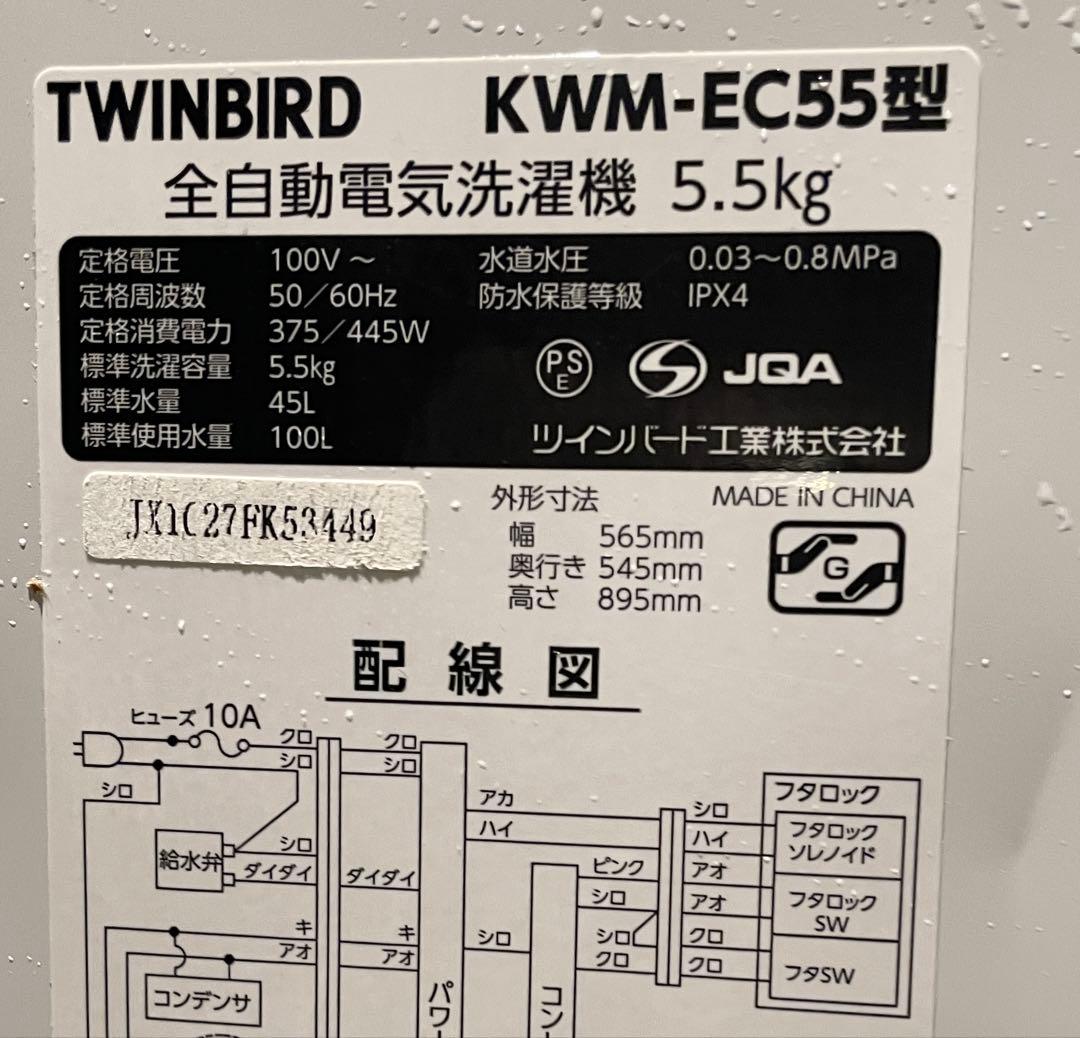 TWINBIRD KWM-EC55型
全自動電気洗濯機 5.5kg
定格電圧 100V～
定格周波数 50／60Hz
定格消費電力 375／445W
標準洗濯容量 5.5kg
標準水量 45L
標準使用水量 100L
水道水圧 0.03～0.8MPa
防水保護等級 IPX4
PSE
JQA
ツインバード工業株式会社
JX1C27FK53449
外形寸法
幅 565mm
奥行き 545mm
高さ 895mm
MADE IN CHINA
G
配線図
ヒューズ 10A
クロ
シロ
シロ
給水弁
シロ
ダイダイ
キ
アオ
コンデンサ
クロ
シロ
ダイダイ
キ
アオ
パワー
アカ
ハイ
シロ
コン
ピンク
シロ
シロ
クロ
シロ
ハイ
アオ
アオ
クロ
クロ
フタロック
フタロック
ソレノイド
フタロック
SW
フタSW